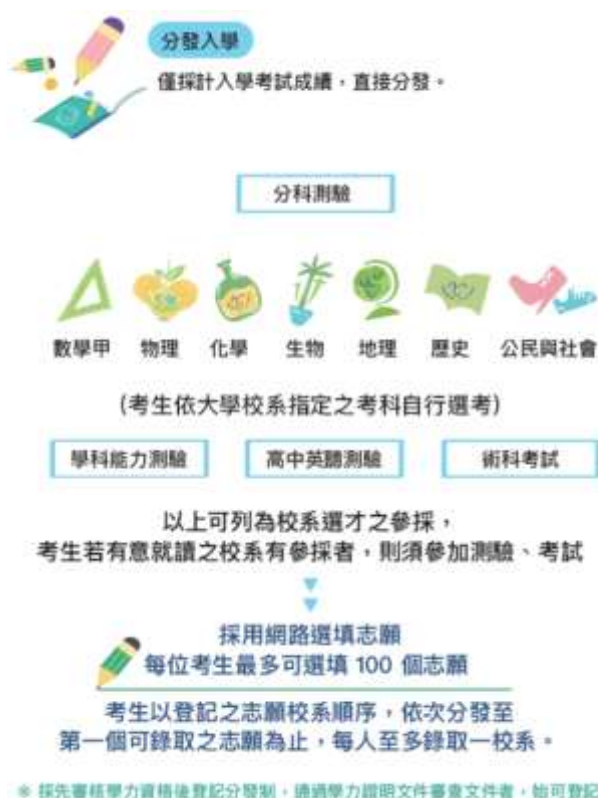 分發入學
僅採計入學考試成績，直接分發。
分科測驗
數學甲 物理 化學 生物 地理 歷史 公民與社會
(考生依大學校系指定之考科自行選考)
學科能力測驗 高中英聽測驗 術科考試
以上可列為校系選才之參採，
考生若有意就讀之校系有參採者，則須參加測驗、考試
採用網路選填志願
每位考生最多可選填 100 個志願
考生以登記之志願校系順序，依次分發至
第一個可錄取之志願為止，每人至多錄取一校系。
＊ 採先審核學力資格後登記分發制，通過學力證明文件審查文件者，始可登記